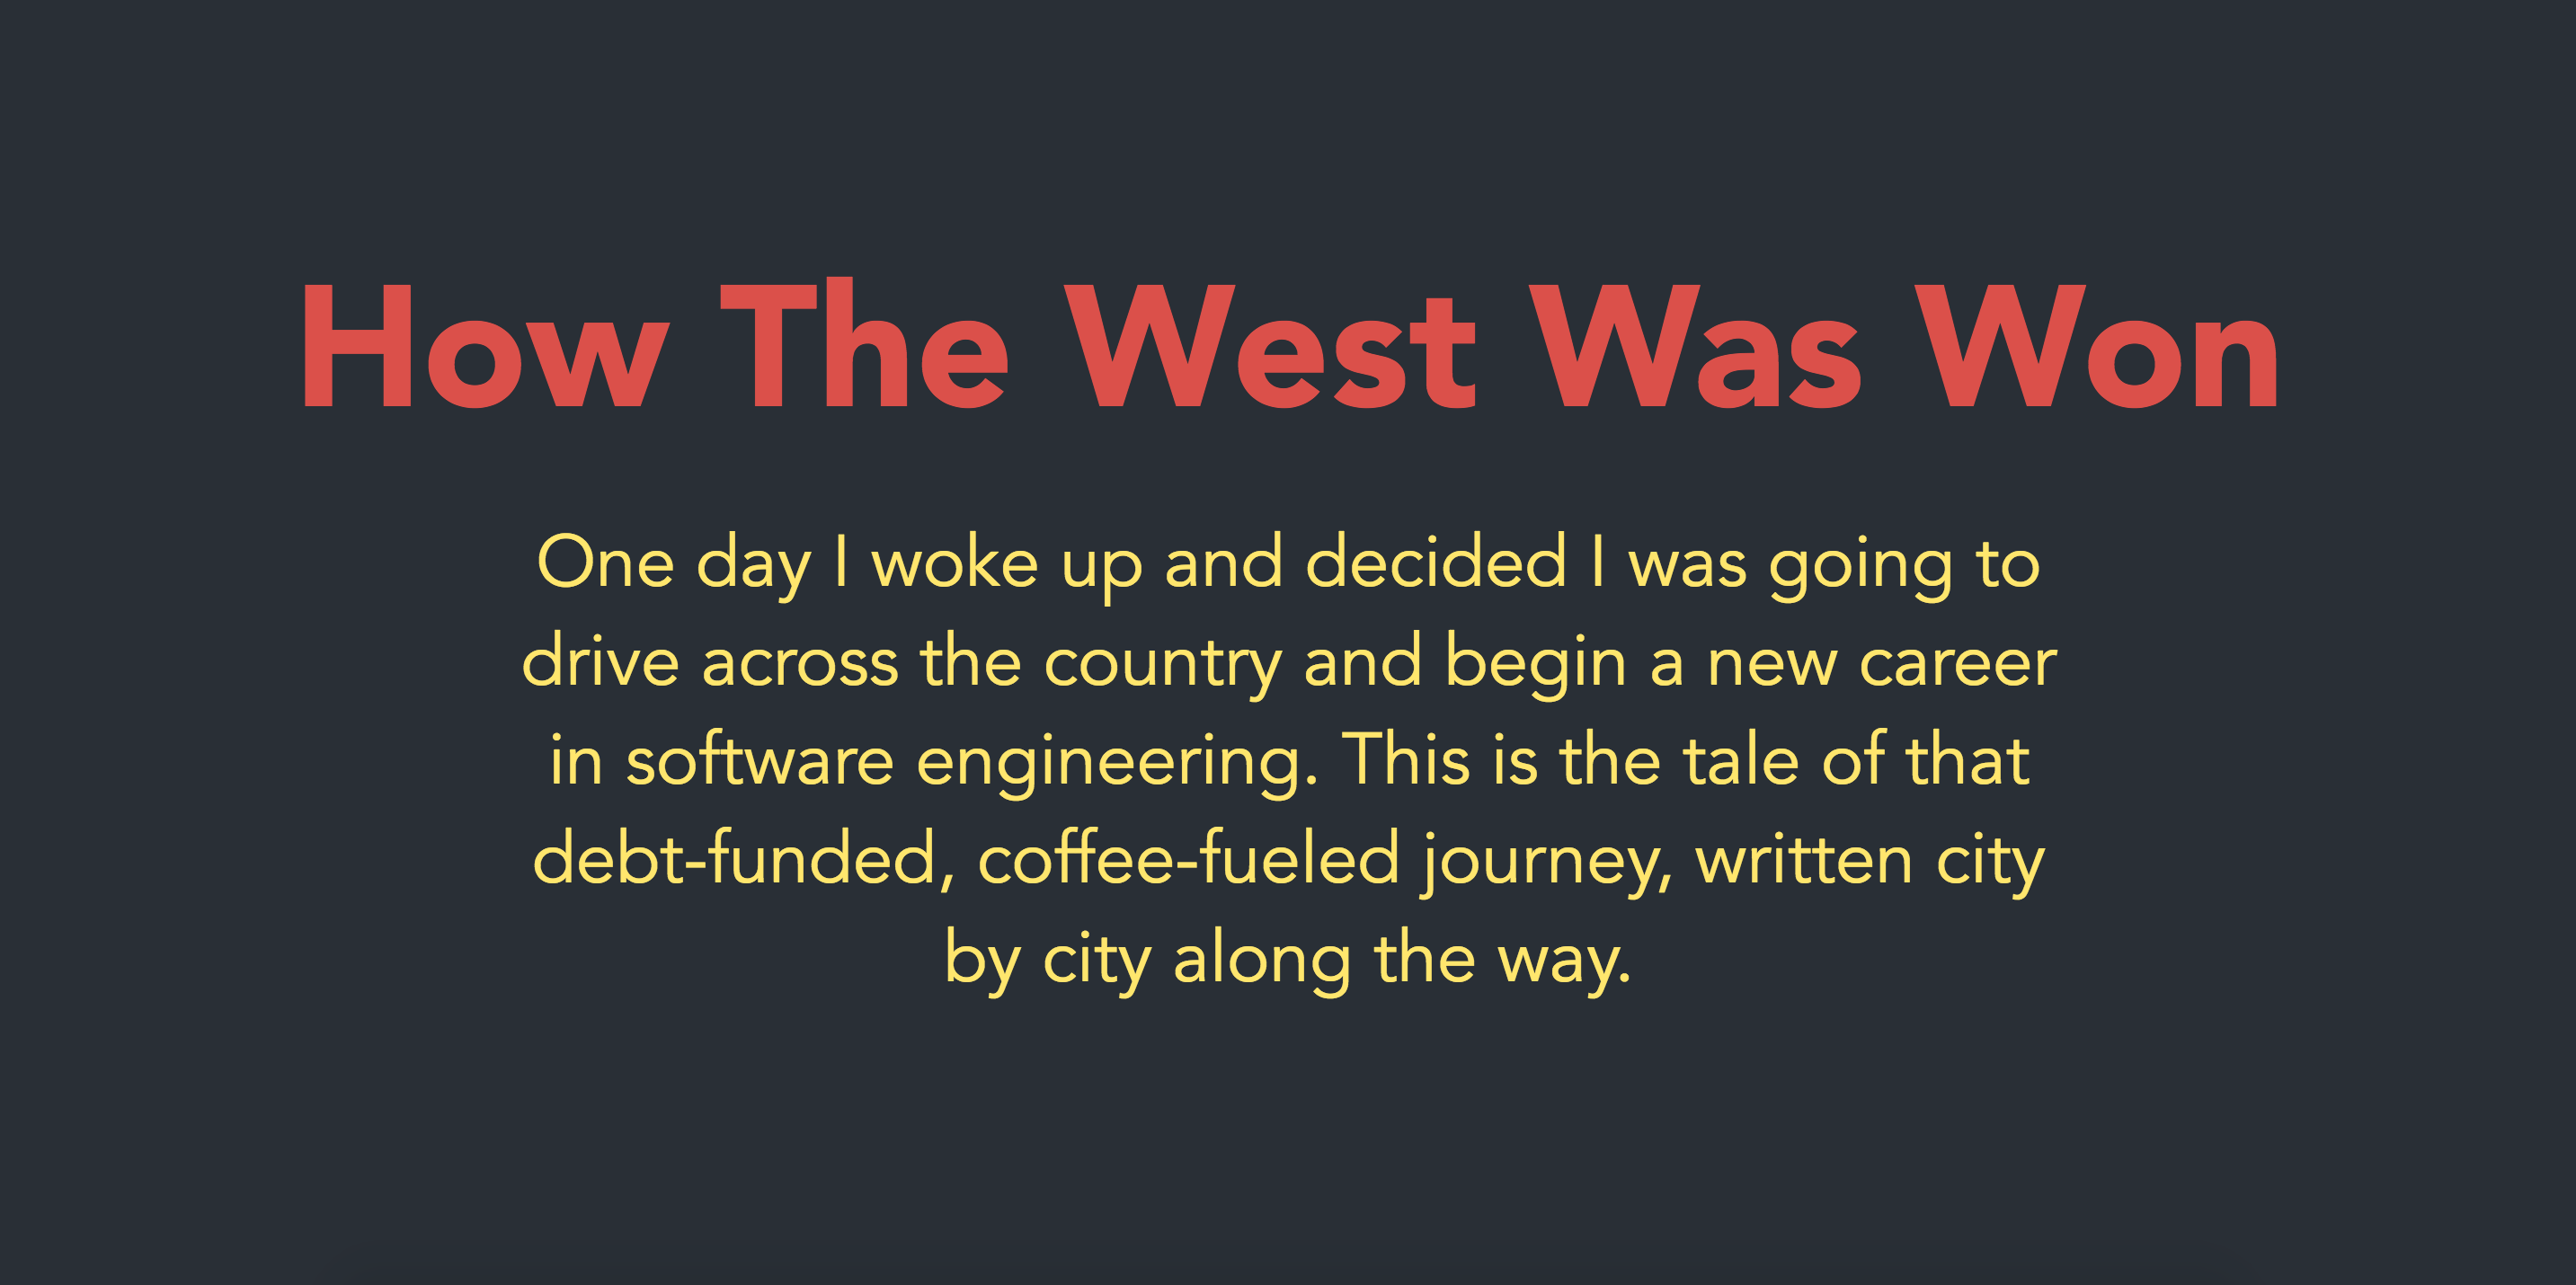 How The West Was Won
One day I woke up and decided I was going to
drive across the country and begin a new career
in software engineering. This is the tale of that
debt-funded, coffee-fueled journey, written city
by city along the way.